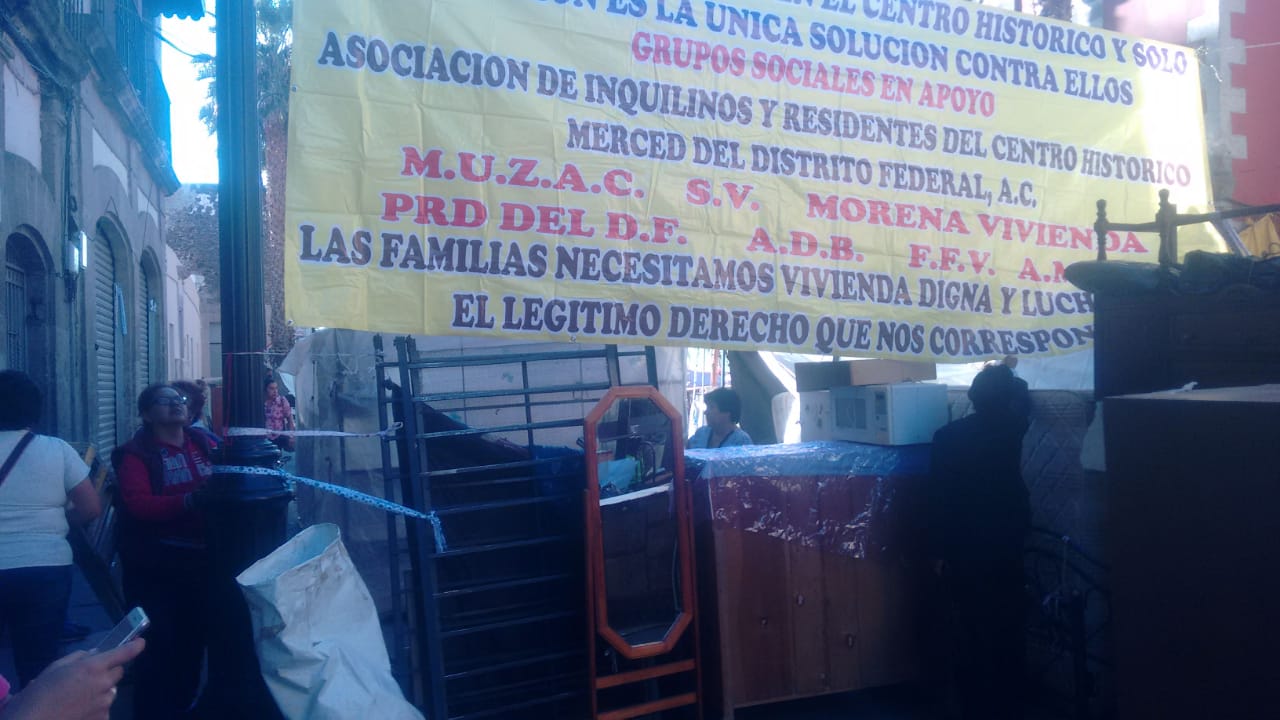 EN EL CENTRO HISTORICO Y SOLO
ES LA UNICA SOLUCION CONTRA ELLOS
GRUPOS SOCIALES EN APOYO
ASOCIACION DE INQUILINOS Y RESIDENTES DEL CENTRO HISTORICO
MERCED DEL DISTRITO FEDERAL, A.C.
M.U.Z.A.C. S.V. MORENA VIVIENDA
PRD DEL D.F. A.D.B. F.F.V.
LAS FAMILIAS NECESITAMOS VIVIENDA DIGNA Y
EL LEGITIMO DERECHO QUE NOS